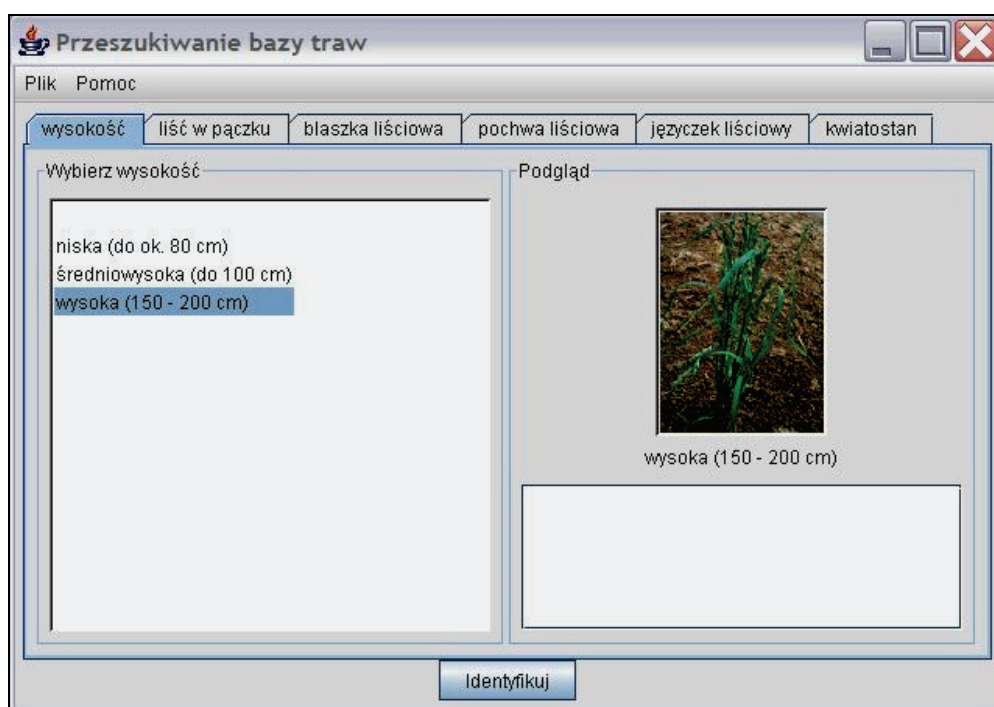 Przeszukiwanie bazy traw
Plik Pomoc
wysokość liść w pączku blaszka liściowa pochwa liściowa języczek liściowy kwiatostan
Wybierz wysokość
niska (do ok. 80 cm)
średniowysoka (do 100 cm)
wysoka (150 - 200 cm)
Podgląd
wysoka (150 - 200 cm)
Identyfikuj